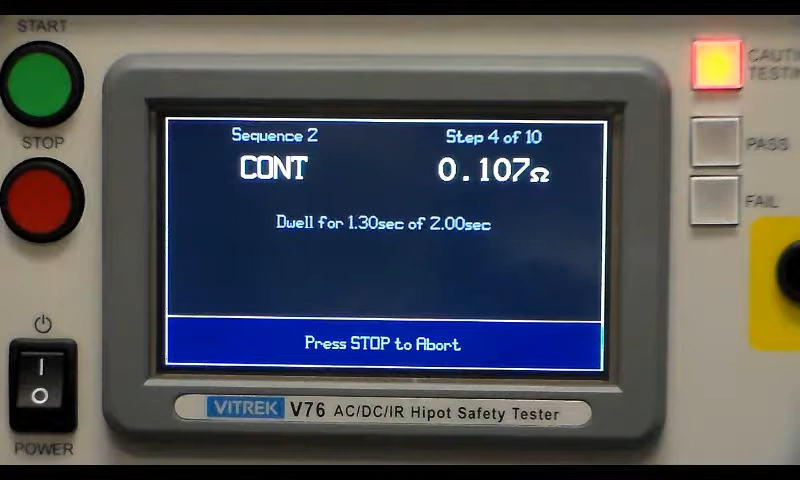 START
STOP
Sequence 2
Step 4 of 10
CONT
0.107Ω
Dwell for 1.30sec of 2.00sec
Press STOP to Abort
TESTIN
PASS
FAIL
POWER
VITREK V76 AC/DC/IR Hipot Safety Tester